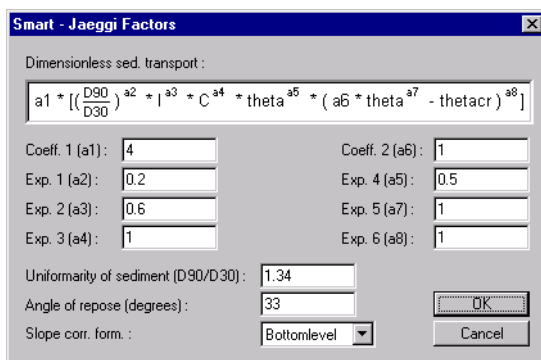 Smart - Jaeggi Factors
Dimensionless sed. transport :
a1 * [(D90/D30)^a2 * I^a3 * C^a4 * theta^a5 * ( a6 * theta^a7 - thetacr )^a8]
Coeff. 1 (a1) : 4 Coeff. 2 (a6) : 1
Exp. 1 (a2) : 0.2 Exp. 4 (a5) : 0.5
Exp. 2 (a3) : 0.6 Exp. 5 (a7) : 1
Exp. 3 (a4) : 1 Exp. 6 (a8) : 1
Uniformarity of sediment (D90/D30) : 1.34
Angle of repose (degrees) : 33 OK
Slope corr. form. : Bottomlevel Cancel